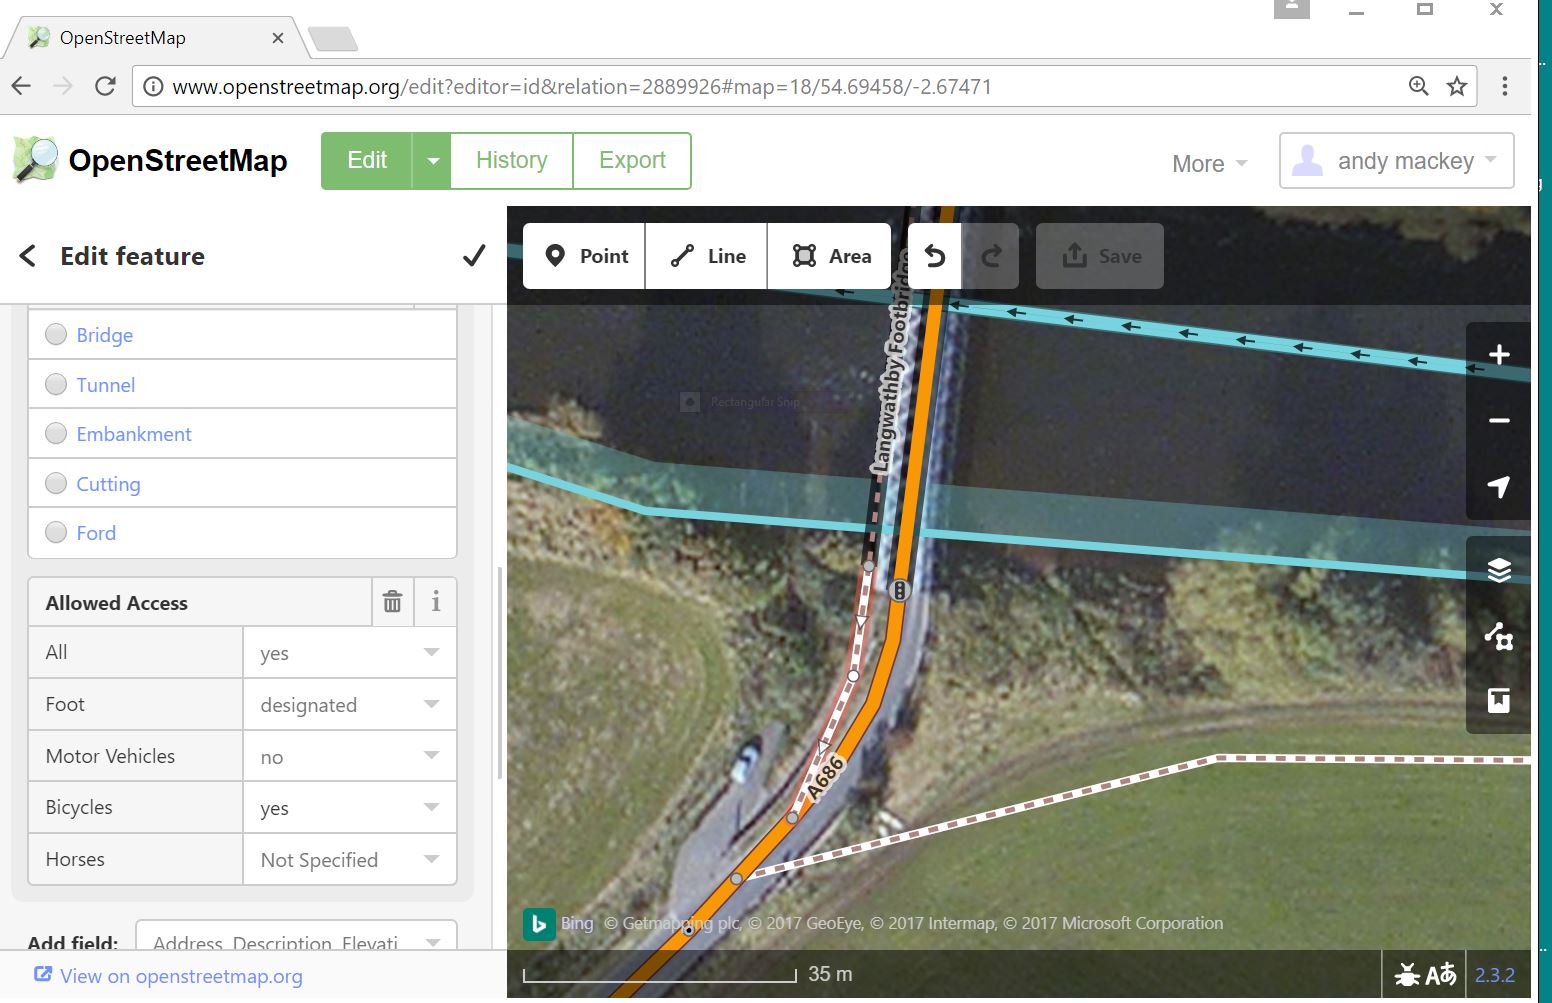 OpenStreetMap
www.openstreetmap.org/edit?editor=id&relation=2889926#map=18/54.69458/-2.67471
OpenStreetMap
Edit
History
Export
More
andy mackey
Edit feature
Point
Line
Area
Save
Bridge
Tunnel
Embankment
Cutting
Ford
Allowed Access
i
All
yes
Foot
designated
Motor Vehicles
no
Bicycles
yes
Horses
Not Specified
Add field:
Address, Description, Elevati
View on openstreetmap.org
Langwathby Footbridge
Rectangular Snip
A686
b Bing © Getmapping plc, © 2017 GeoEye, © 2017 Intermap, © 2017 Microsoft Corporation
35 m
Aあ
2.3.2